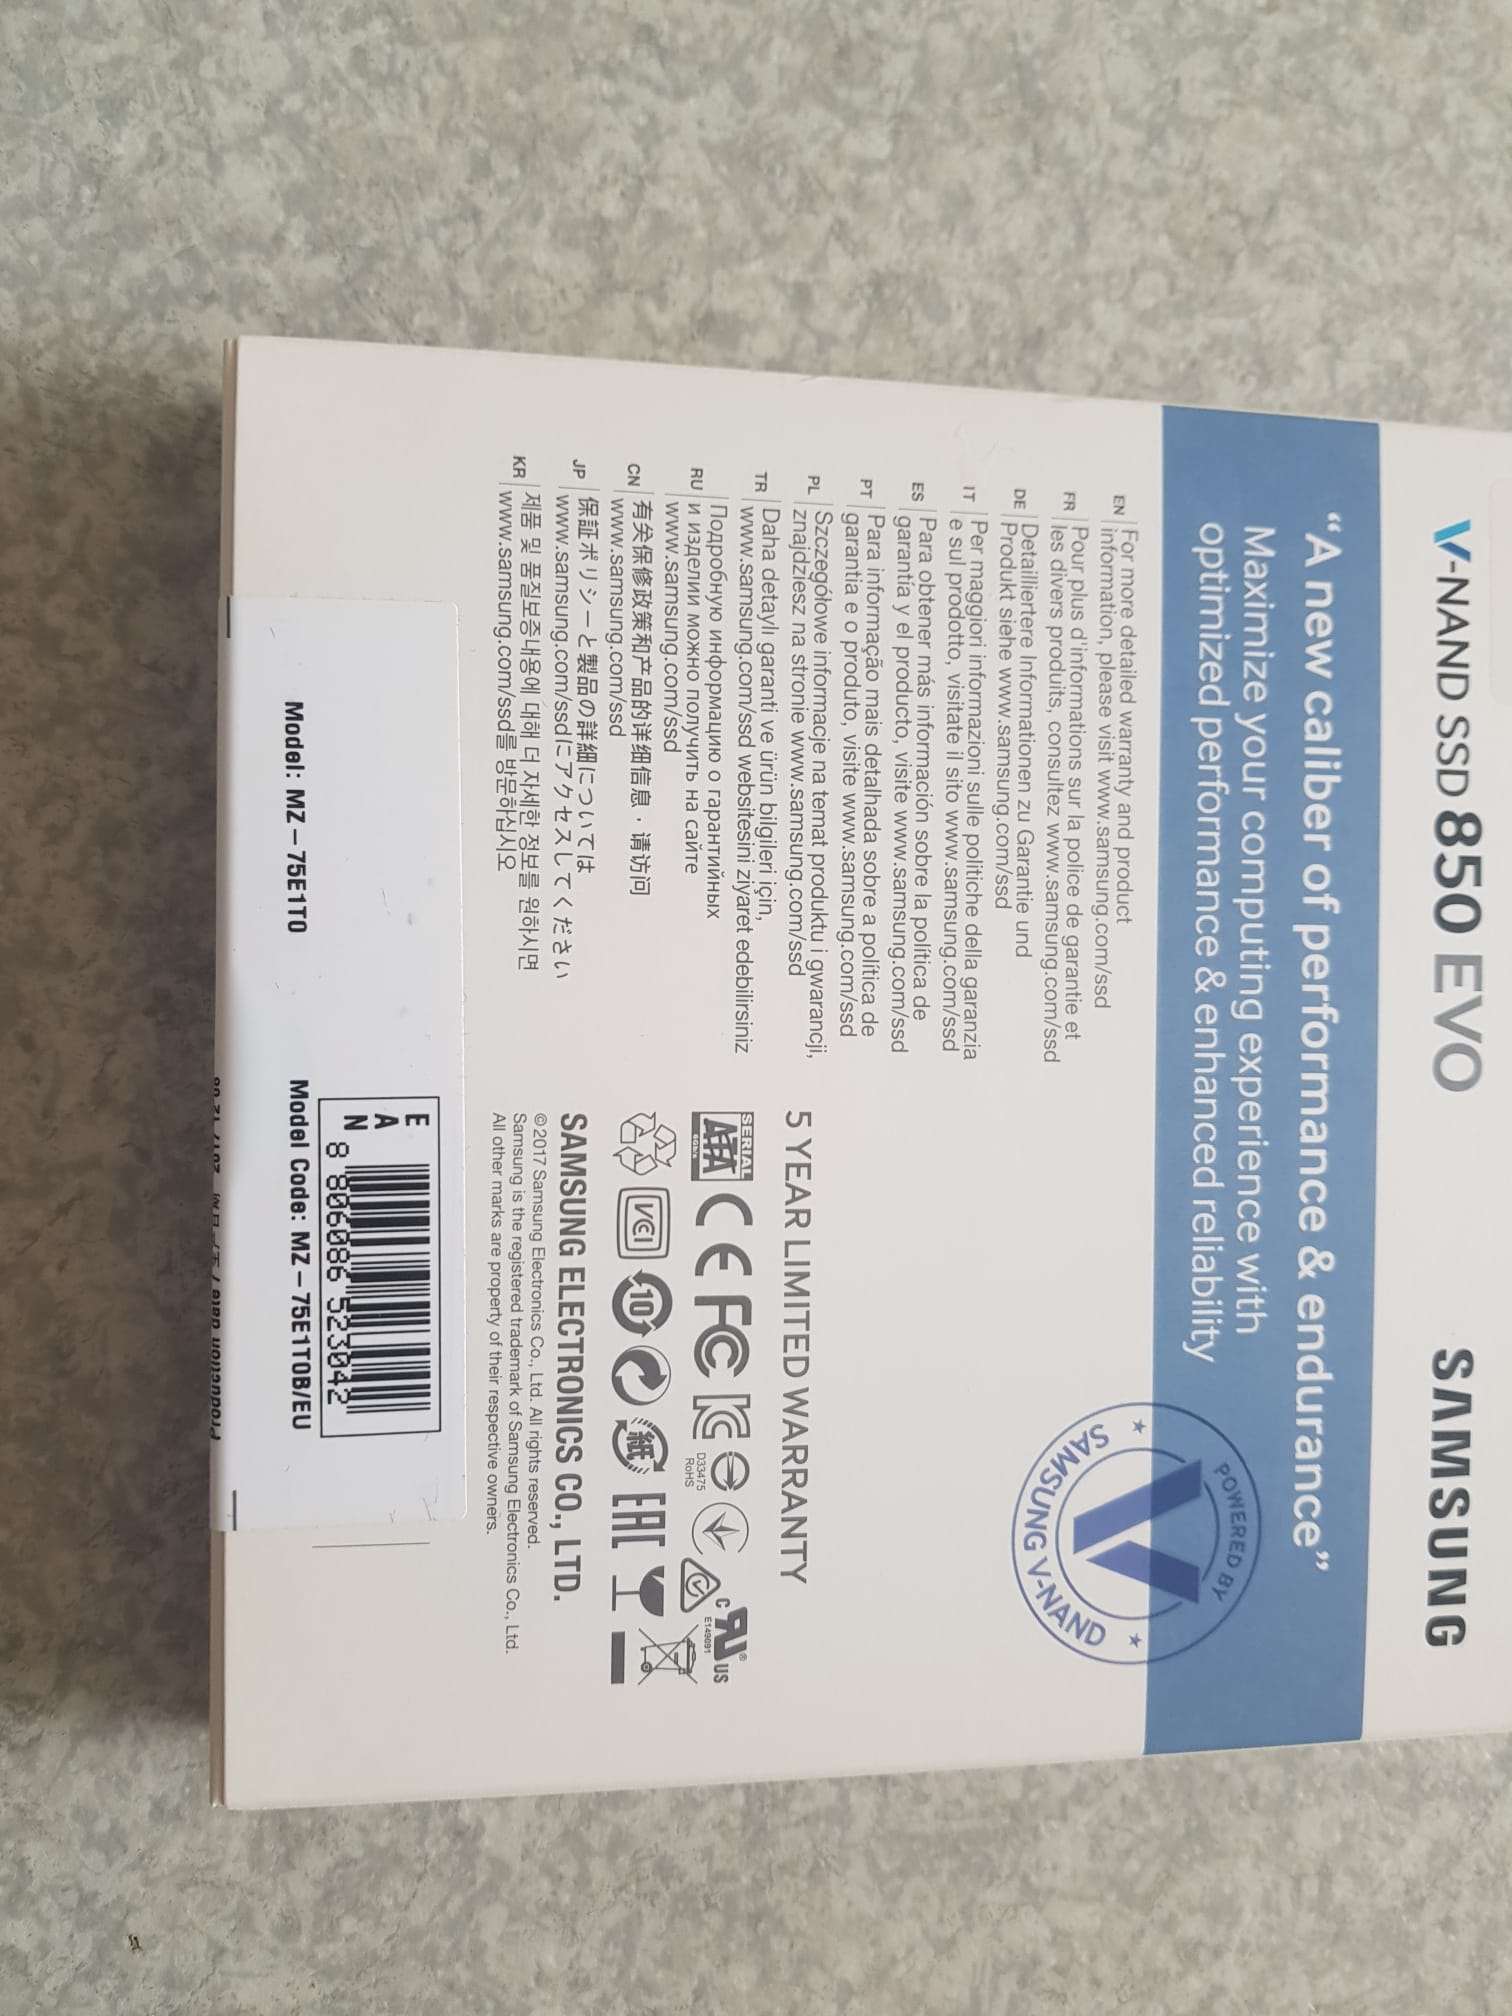 V-NAND SSD 850 EVO
SAMSUNG
“A new caliber of performance & endurance”
Maximize your computing experience with
optimized performance & enhanced reliability
POWERED BY
SAMSUNG V-NAND
EN For more detailed warranty and product
information, please visit www.samsung.com/ssd
FR Pour plus d'informations sur la police de garantie et
les divers produits, consultez www.samsung.com/ssd
DE Detailliertere Informationen zu Garantie und
Produkt siehe www.samsung.com/ssd
IT Per maggiori informazioni sulle politiche della garanzia
e sul prodotto, visitate il sito www.samsung.com/ssd
ES Para obtener más información sobre la política de
garantía y el producto, visite www.samsung.com/ssd
PT Para informação mais detalhada sobre a política de
garantia e o produto, visite www.samsung.com/ssd
PL Szczegółowe informacje na temat produktu i gwarancji,
znajdziesz na stronie www.samsung.com/ssd
TR Daha detaylı garanti ve ürün bilgileri için,
www.samsung.com/ssd websitesini ziyaret edebilirsiniz
RU Подробную информацию о гарантийных
и изделии можно получить на сайте
www.samsung.com/ssd
CN 有关保修政策和产品的详细信息，请访问
www.samsung.com/ssd
JP 保証ポリシーと製品の詳細については
www.samsung.com/ssdにアクセスしてください
KR 제품 및 품질보증내용에 대해 더 자세한 정보를 원하시면
www.samsung.com/ssd를 방문하십시오
5 YEAR LIMITED WARRANTY
SERIAL ATA CE FC D33475 RoHS C UL US E149091
VCI 10 紙 EAC
SAMSUNG ELECTRONICS CO., LTD.
©2017 Samsung Electronics Co., Ltd. All rights reserved.
Samsung is the registered trademark of Samsung Electronics Co., Ltd.
All other marks are property of their respective owners.
EAN
8 806086 523042
Model: MZ-75E1T0
Model Code: MZ-75E1T0B/EU